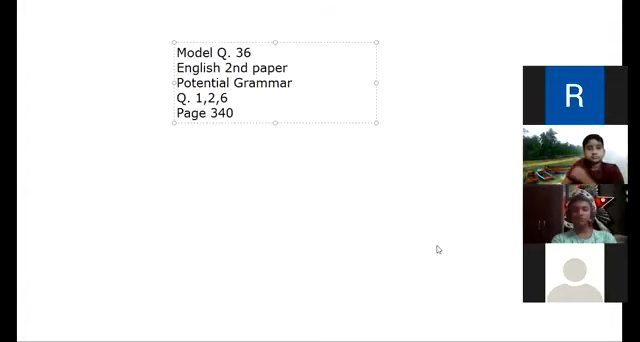 Model Q. 36
English 2nd paper
Potential Grammar
Q. 1,2,6
Page 340
R